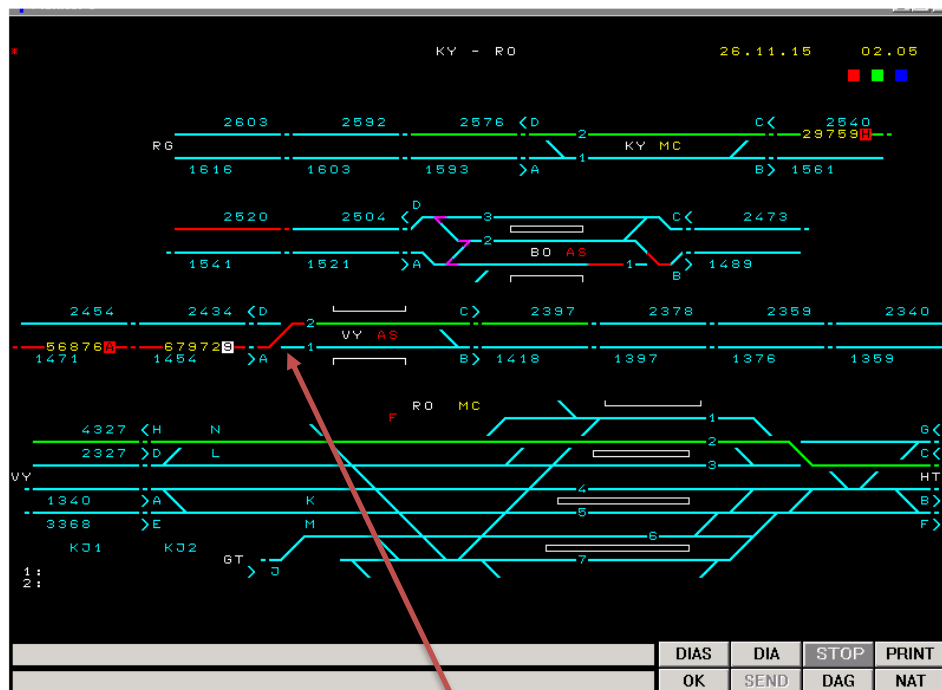 KY - RO 26.11.15 02.05
2603 2592 2576 <D 2 C< 2540
29759H
RG KY MC
1
1616 1603 1593 >A B> 1561
D
2520 2504 < 3 C< 2473
2
BO AS
1541 1521 >A 1 > 1489
B
2454 2434 <D C> 2397 2378 2359 2340
2
VY AS
56876A 679729 1
1471 1454 >A B> 1418 1397 1376 1359
RO MC
F 1
4327 <H N G<
2
2327 >D L C<
3
VY HT
4
1340 >A K B>
5
3368 >E M F>
6
KJ1 KJ2
GT 7
> J
1:
2:
DIAS DIA STOP PRINT
OK SEND DAG NAT